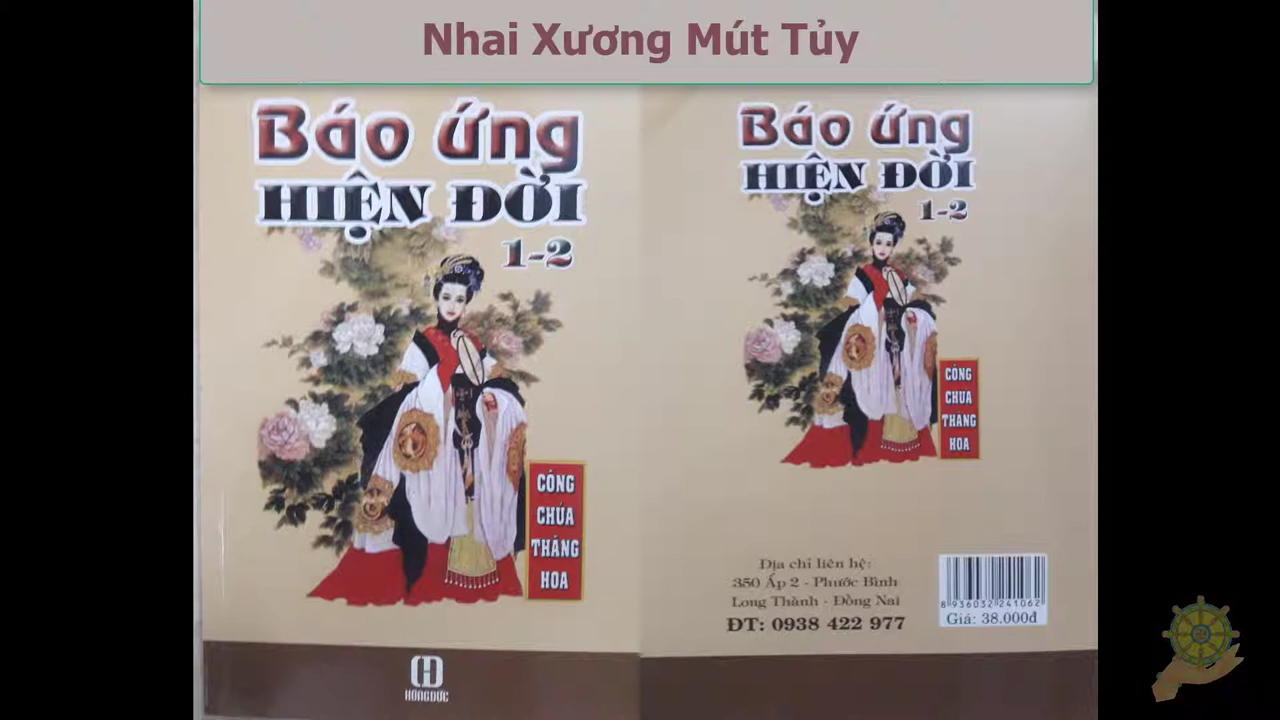 Nhai Xương Mút Tủy
Báo ứng
HIỆN ĐỜI
1-2
CÔNG
CHÚA
THĂNG
HOA
HỒNG ĐỨC
Báo ứng
HIỆN ĐỜI
1-2
CÔNG
CHÚA
THĂNG
HOA
Địa chỉ liên hệ:
350 Ấp 2 - Phước Bình
Long Thành - Đồng Nai
ĐT: 0938 422 977
8 936032 241062
Giá: 38.000đ